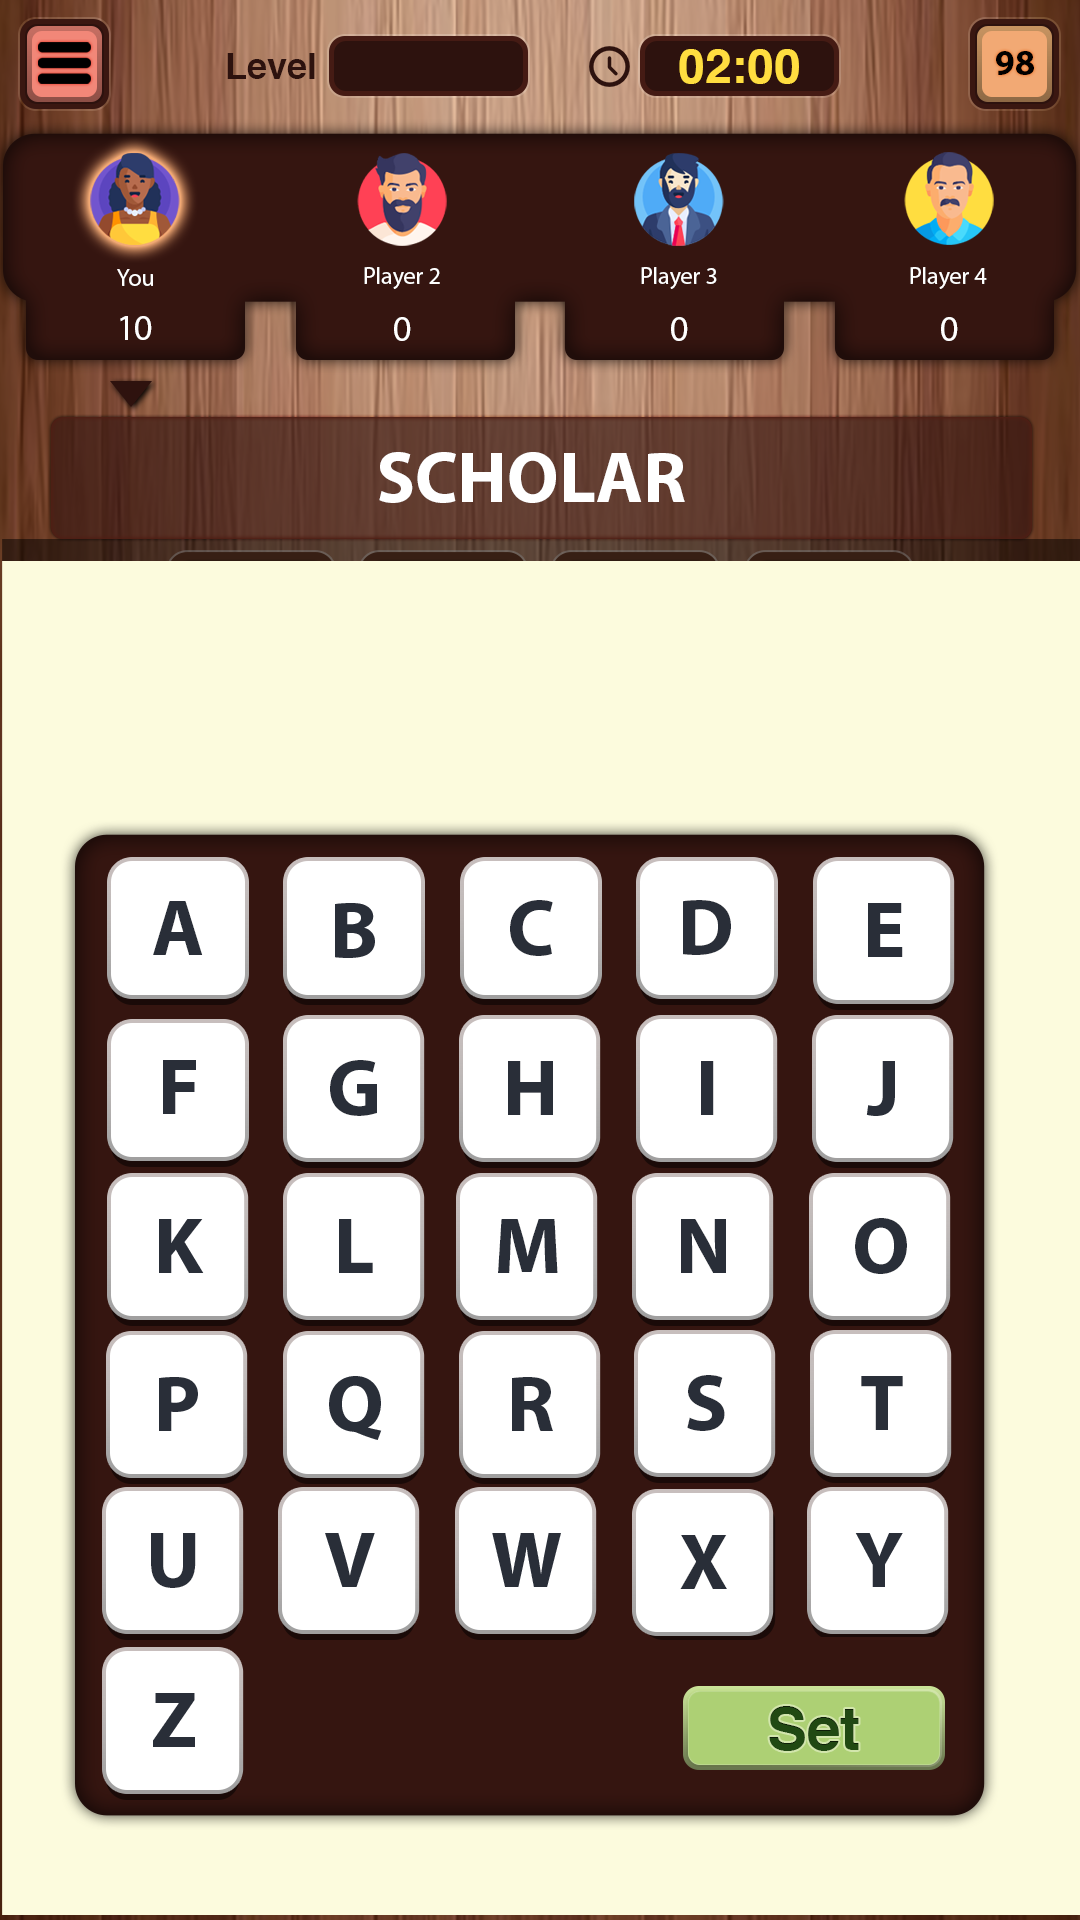 Level 02:00 98
You Player 2 Player 3 Player 4
10 0 0 0
SCHOLAR
A B C D E
F G H I J
K L M N O
P Q R S T
U V W X Y
Z Set